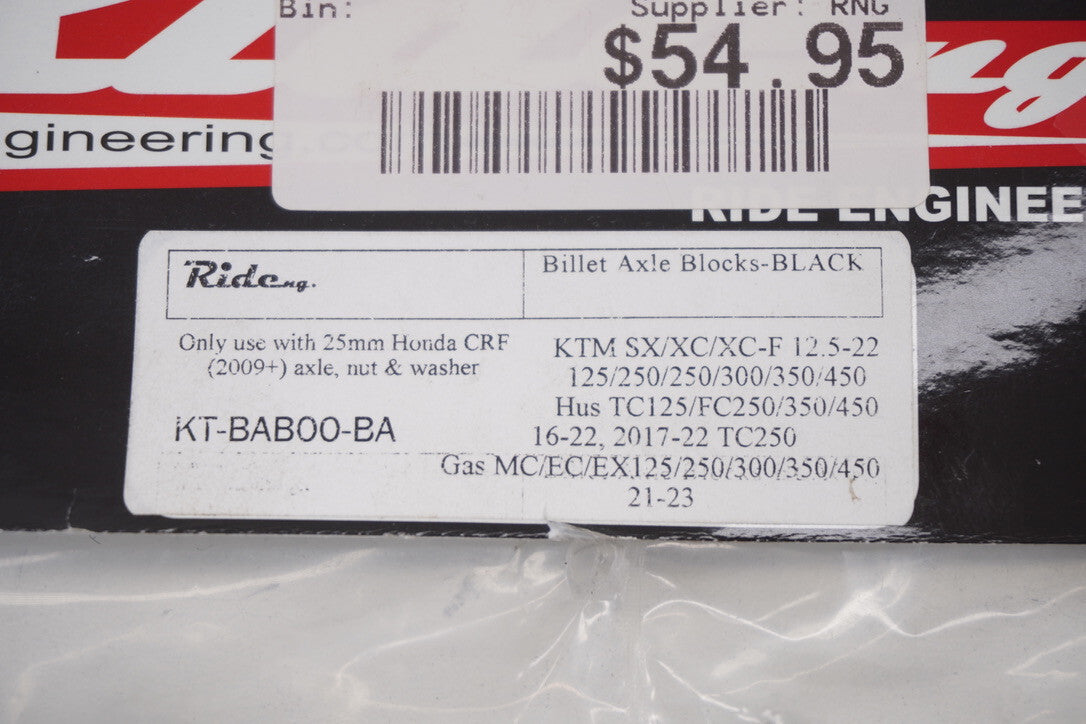 Bin:
Supplier: RNG
$54.95
ng
gineering.co
RIDE ENGINEE
Ride eng.
Billet Axle Blocks-BLACK
Only use with 25mm Honda CRF
(2009+) axle, nut & washer
KT-BAB00-BA
KTM SX/XC/XC-F 12.5-22
125/250/250/300/350/450
Hus TC125/FC250/350/450
16-22, 2017-22 TC250
Gas MC/EC/EX125/250/300/350/450
21-23